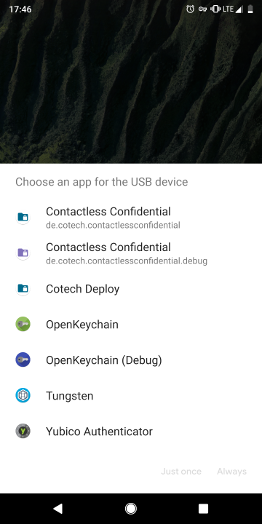 17:46
LTE
Choose an app for the USB device
Contactless Confidential
de.cotech.contactlessconfidential
Contactless Confidential
de.cotech.contactlessconfidential.debug
Cotech Deploy
OpenKeychain
OpenKeychain (Debug)
Tungsten
Yubico Authenticator
Just once
Always